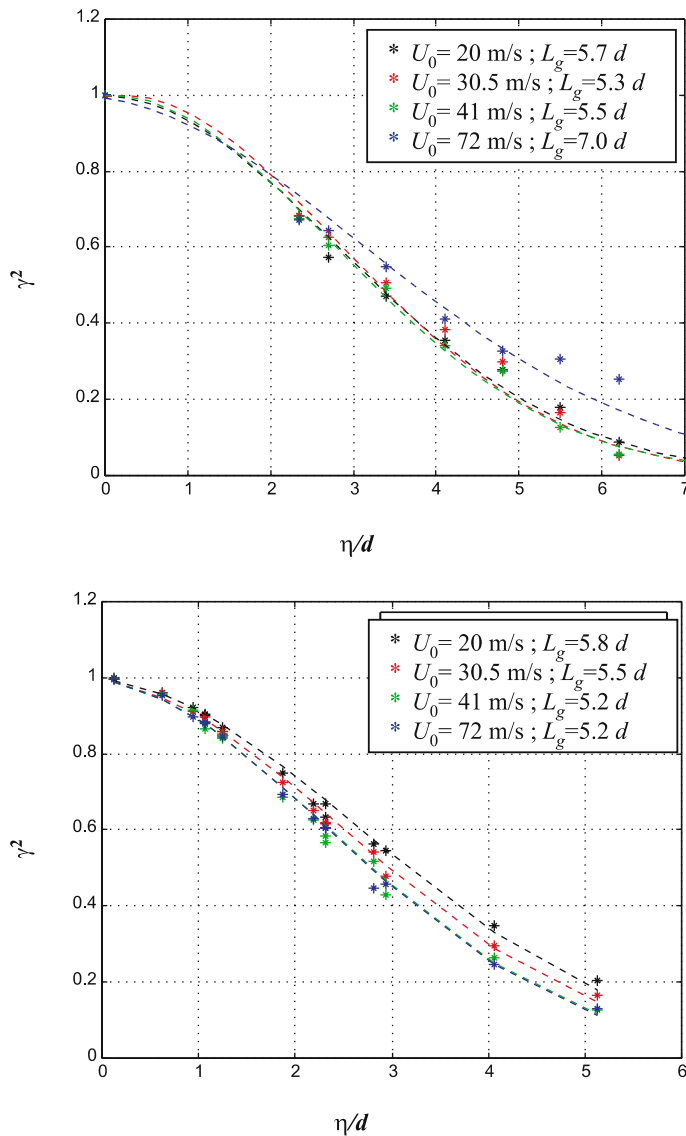 1.2
1
0.8
0.6
0.4
0.2
0
γ²
* U₀= 20 m/s ; L_g=5.7 d
* U₀= 30.5 m/s ; L_g=5.3 d
* U₀= 41 m/s ; L_g=5.5 d
* U₀= 72 m/s ; L_g=7.0 d
0 1 2 3 4 5 6 7
η/d
1.2
1
0.8
0.6
0.4
0.2
0
γ²
* U₀= 20 m/s ; L_g=5.8 d
* U₀= 30.5 m/s ; L_g=5.5 d
* U₀= 41 m/s ; L_g=5.2 d
* U₀= 72 m/s ; L_g=5.2 d
0 1 2 3 4 5 6
η/d